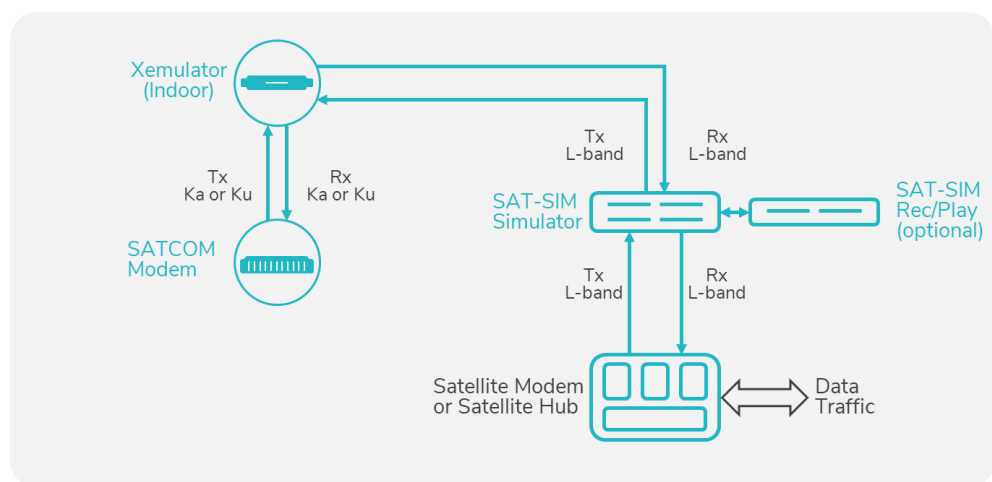 Xemulator
(Indoor)
Tx
L-band
Rx
L-band
Tx
Ka or Ku
Rx
Ka or Ku
SAT-SIM
Simulator
SAT-SIM
Rec/Play
(optional)
SATCOM
Modem
Tx
L-band
Rx
L-band
Satellite Modem
or Satellite Hub
Data
Traffic